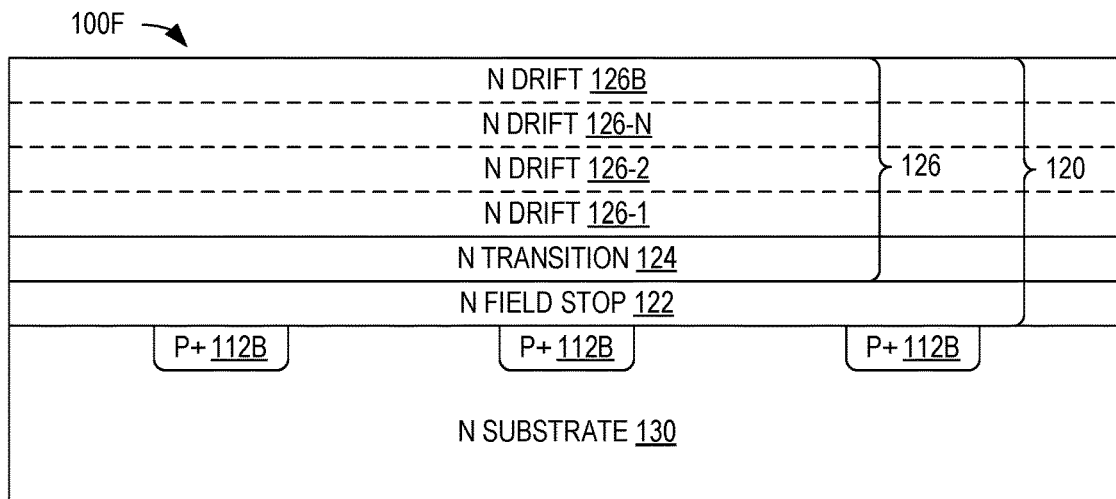 100F
N DRIFT 126B
N DRIFT 126-N
N DRIFT 126-2
126
120
N DRIFT 126-1
N TRANSITION 124
N FIELD STOP 122
P+ 112B
P+ 112B
P+ 112B
N SUBSTRATE 130